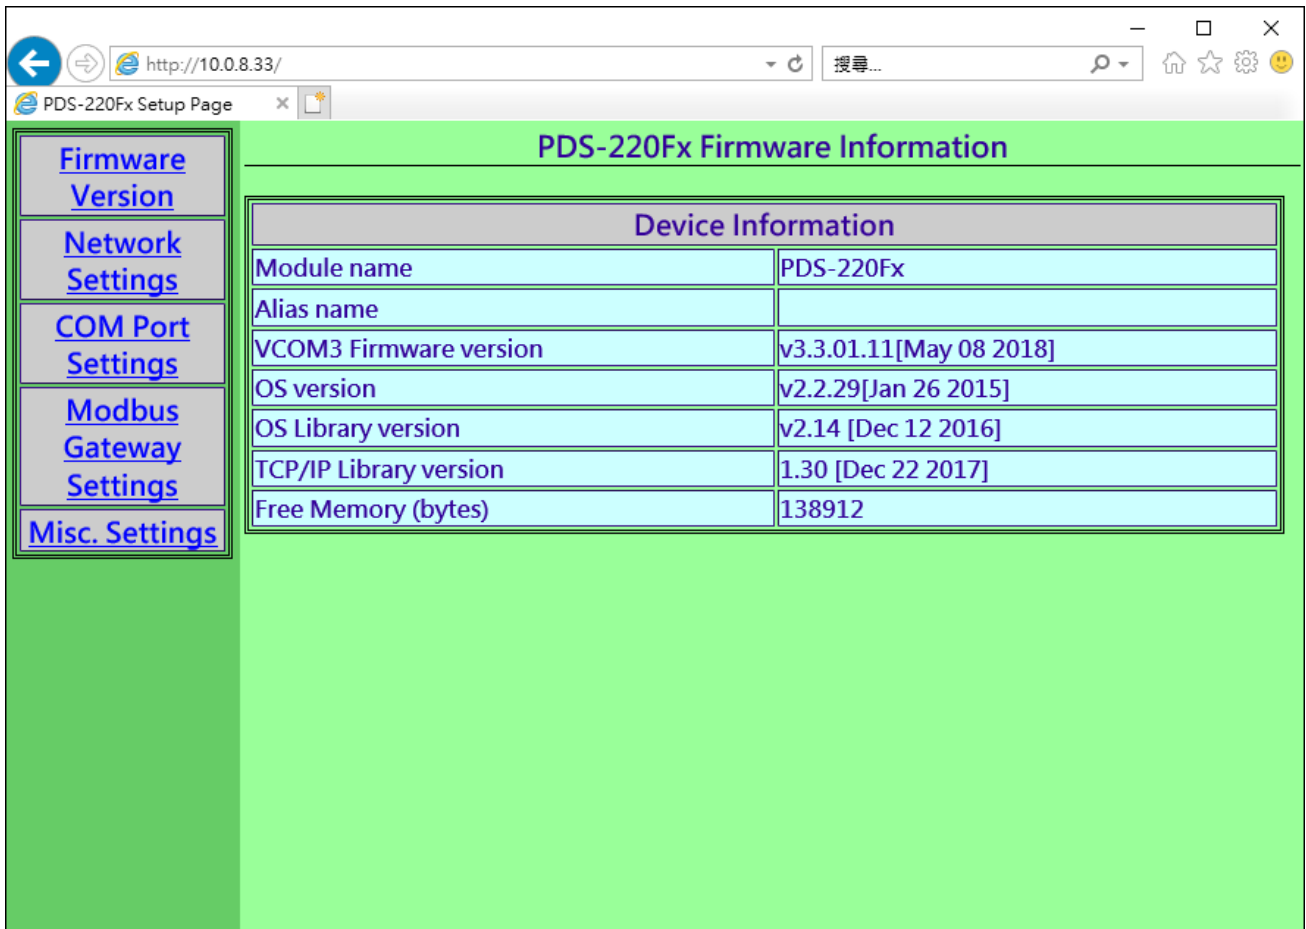 http://10.0.8.33/
搜尋...
PDS-220Fx Setup Page
Firmware
Version
Network
Settings
COM Port
Settings
Modbus
Gateway
Settings
Misc. Settings
PDS-220Fx Firmware Information
Device Information
Module name PDS-220Fx
Alias name
VCOM3 Firmware version v3.3.01.11[May 08 2018]
OS version v2.2.29[Jan 26 2015]
OS Library version v2.14 [Dec 12 2016]
TCP/IP Library version 1.30 [Dec 22 2017]
Free Memory (bytes) 138912